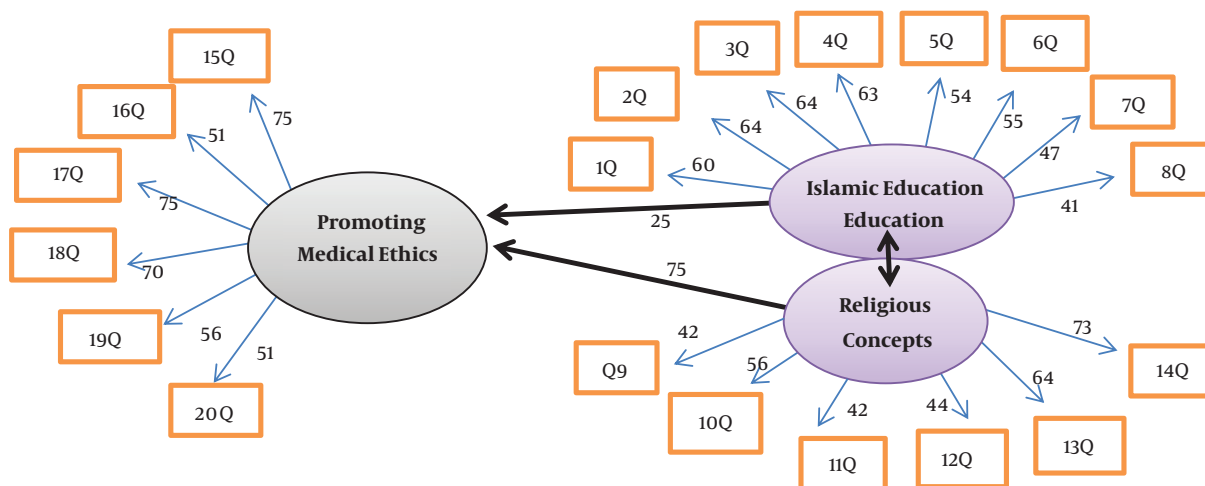 15Q
16Q
17Q
18Q
19Q
20Q
75
51
75
70
56
51
Promoting
Medical Ethics
25
75
1Q
2Q
3Q
4Q
5Q
6Q
7Q
8Q
60
64
64
63
54
55
47
41
Islamic Education
Education
Religious
Concepts
42
56
42
44
64
73
Q9
10Q
11Q
12Q
13Q
14Q